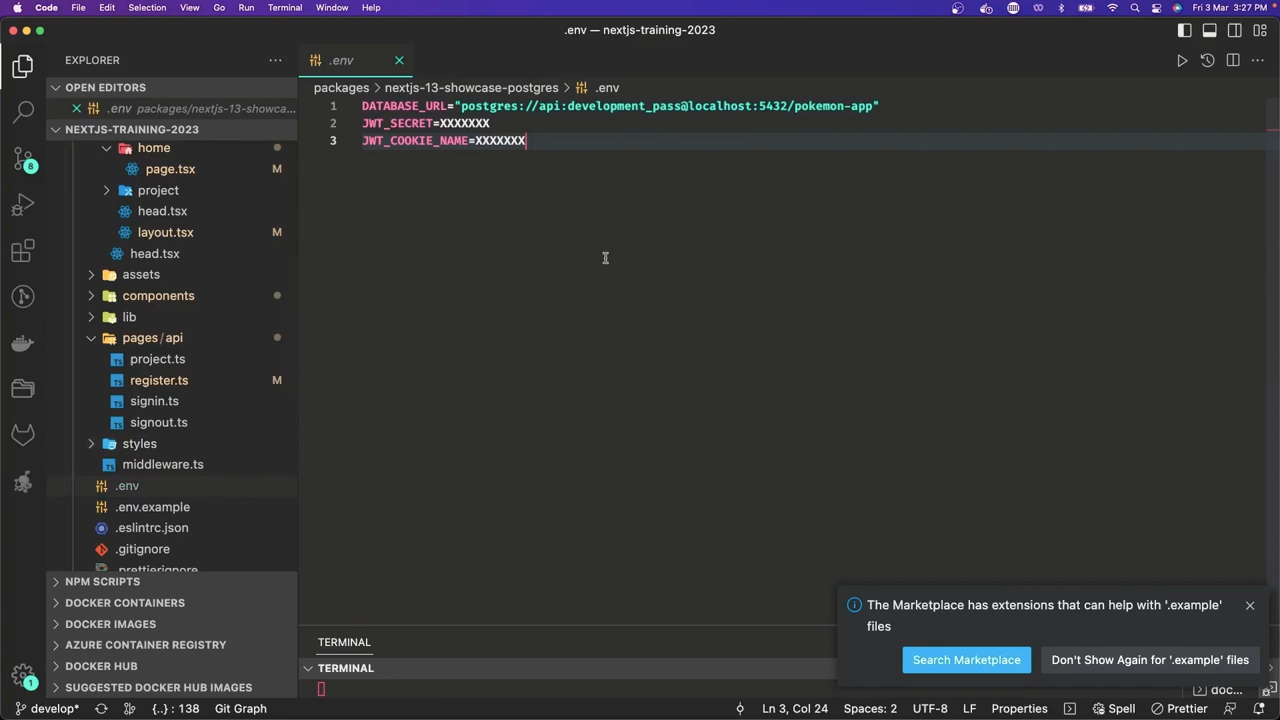 Code File Edit Selection View Go Run Terminal Window Help Fri 3 Mar 3:27 PM
.env — nextjs-training-2023
EXPLORER
OPEN EDITORS
.env packages/nextjs-13-showca...
NEXTJS-TRAINING-2023
home
page.tsx M
project
head.tsx
layout.tsx M
head.tsx
assets
components
lib
pages/api
project.ts
register.ts M
signin.ts
signout.ts
styles
middleware.ts
.env
.env.example
.eslintrc.json
.gitignore
.prettierignore
NPM SCRIPTS
DOCKER CONTAINERS
DOCKER IMAGES
AZURE CONTAINER REGISTRY
DOCKER HUB
SUGGESTED DOCKER HUB IMAGES
8
1
.env
packages > nextjs-13-showcase-postgres > .env
1 DATABASE_URL="postgres://api:development_pass@localhost:5432/pokemon-app"
2 JWT_SECRET=XXXXXXX
3 JWT_COOKIE_NAME=XXXXXXX
TERMINAL
TERMINAL
The Marketplace has extensions that can help with '.example'
files
Search Marketplace Don't Show Again for '.example' files
doc...
develop* {..} : 138 Git Graph Ln 3, Col 24 Spaces: 2 UTF-8 LF Properties Spell Prettier